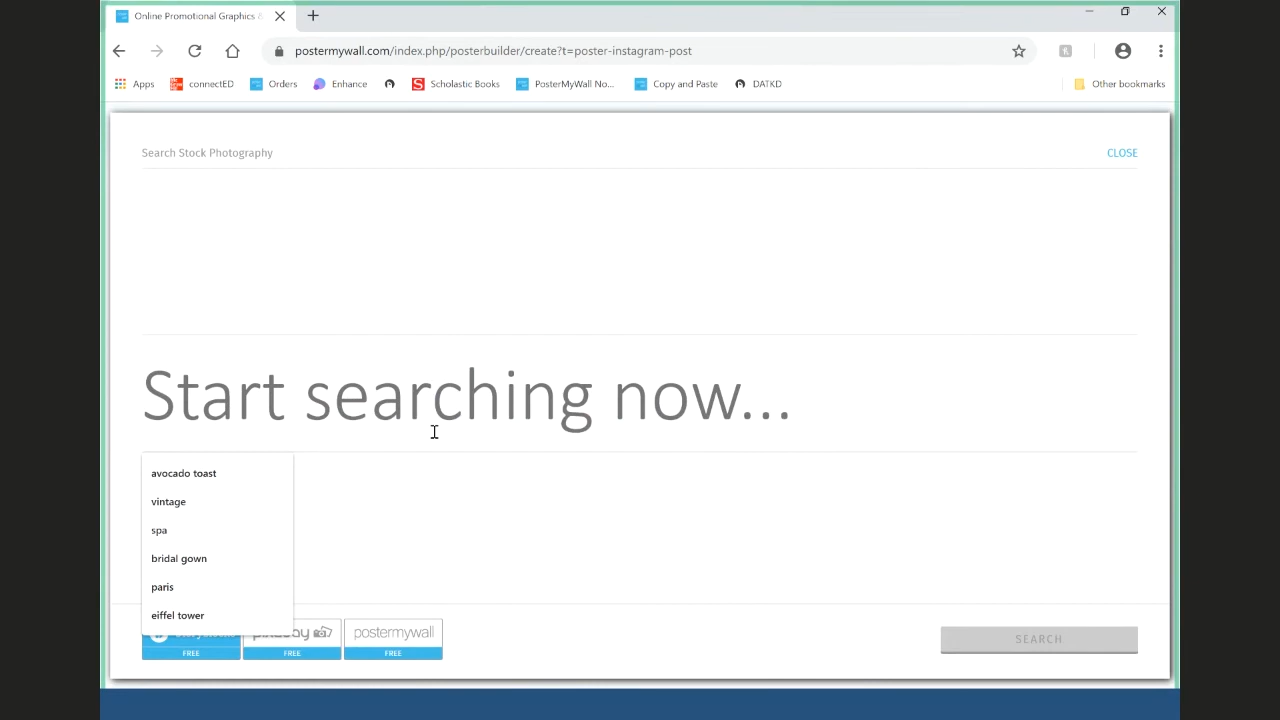 Online Promotional Graphics
postermywall.com/index.php/posterbuilder/create?t=poster-instagram-post
Apps connectED Orders Enhance Scholastic Books PosterMyWall No... Copy and Paste DATKD Other bookmarks
Search Stock Photography CLOSE
Start searching now...
avocado toast
vintage
spa
bridal gown
paris
eiffel tower
postermywall
FREE FREE FREE
SEARCH